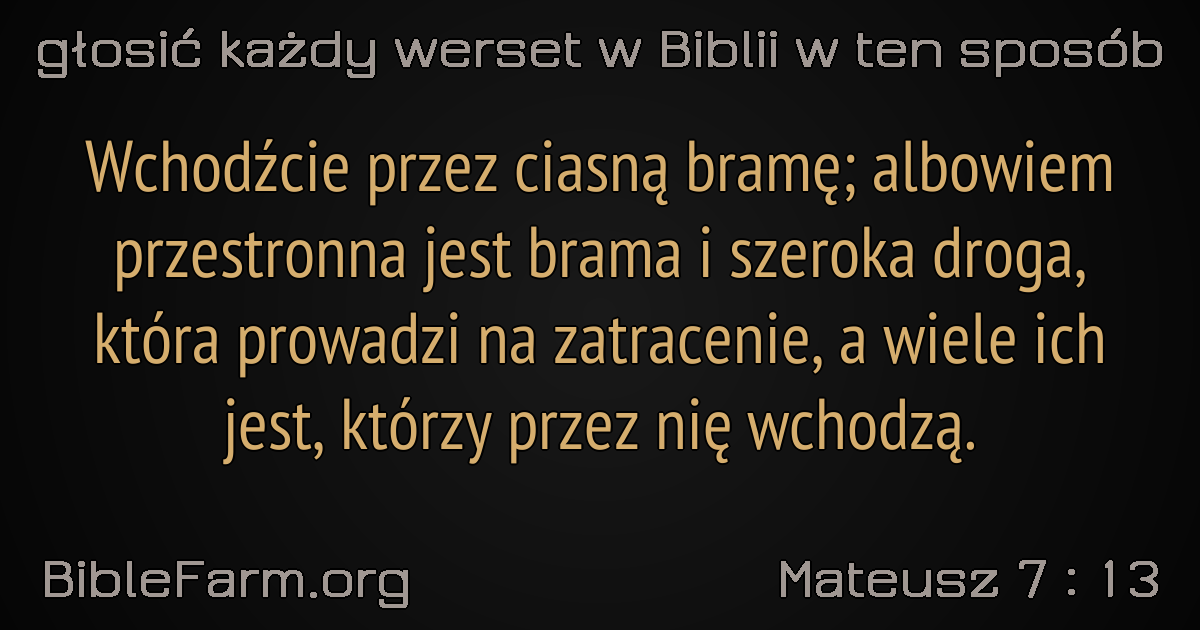 głosić każdy werset w Biblii w ten sposób
Wchodźcie przez ciasną bramę; albowiem
przestronna jest brama i szeroka droga,
która prowadzi na zatracenie, a wiele ich
jest, którzy przez nię wchodzą.
BibleFarm.org
Mateusz 7 : 13